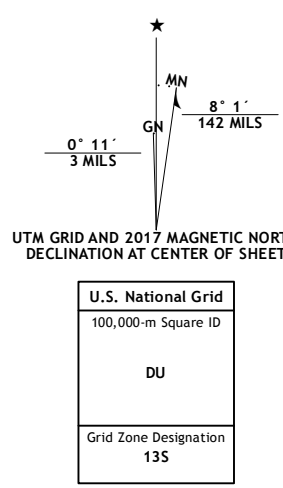 MN
8° 1´
142 MILS
GN
0° 11´
3 MILS
UTM GRID AND 2017 MAGNETIC NORT
DECLINATION AT CENTER OF SHEET
U.S. National Grid
100,000-m Square ID
DU
Grid Zone Designation
13S